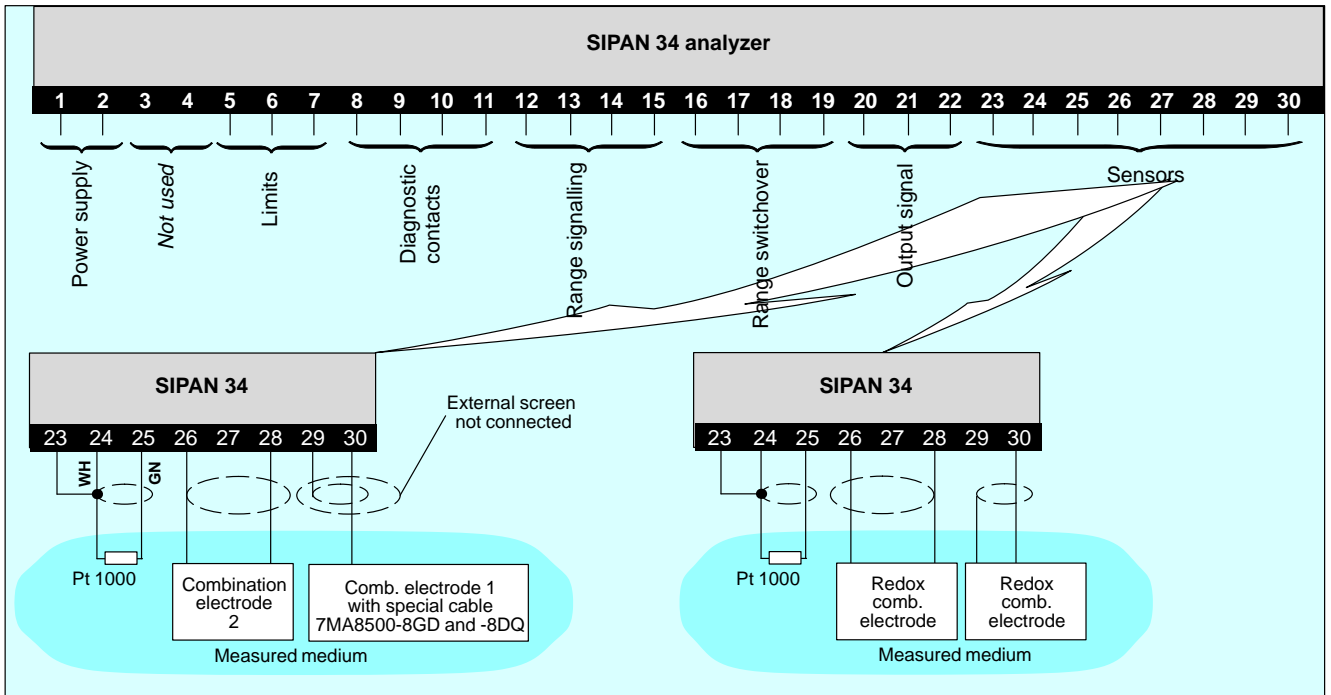 SIPAN 34 analyzer
1 2 3 4 5 6 7 8 9 10 11 12 13 14 15 16 17 18 19 20 21 22 23 24 25 26 27 28 29 30
Power supply
Not used
Limits
Diagnostic
contacts
Range signalling
Range switchover
Output signal
Sensors
SIPAN 34
23 24 25 26 27 28 29 30
WH
GN
External screen
not connected
Pt 1000
Combination
electrode
2
Comb. electrode 1
with special cable
7MA8500-8GD and -8DQ
Measured medium
SIPAN 34
23 24 25 26 27 28 29 30
Pt 1000
Redox
comb.
electrode
Redox
comb.
electrode
Measured medium